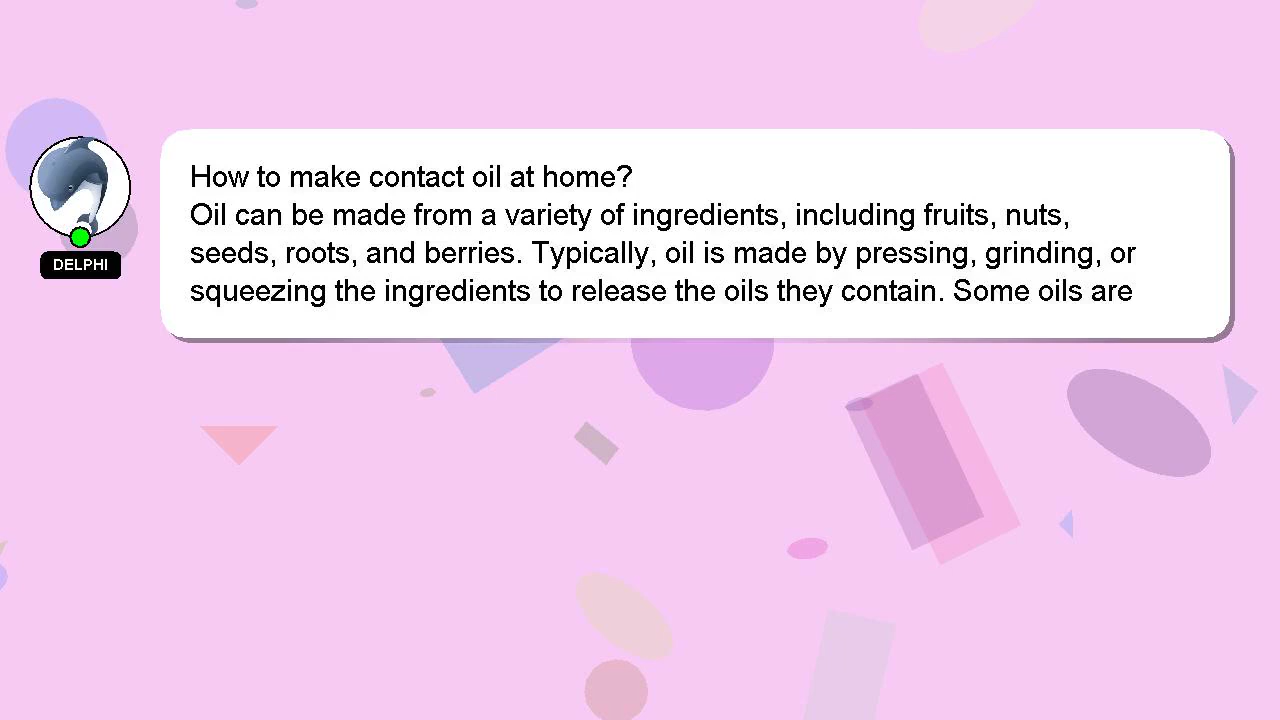 How to make contact oil at home?
Oil can be made from a variety of ingredients, including fruits, nuts,
seeds, roots, and berries. Typically, oil is made by pressing, grinding, or
squeezing the ingredients to release the oils they contain. Some oils are
DELPHI